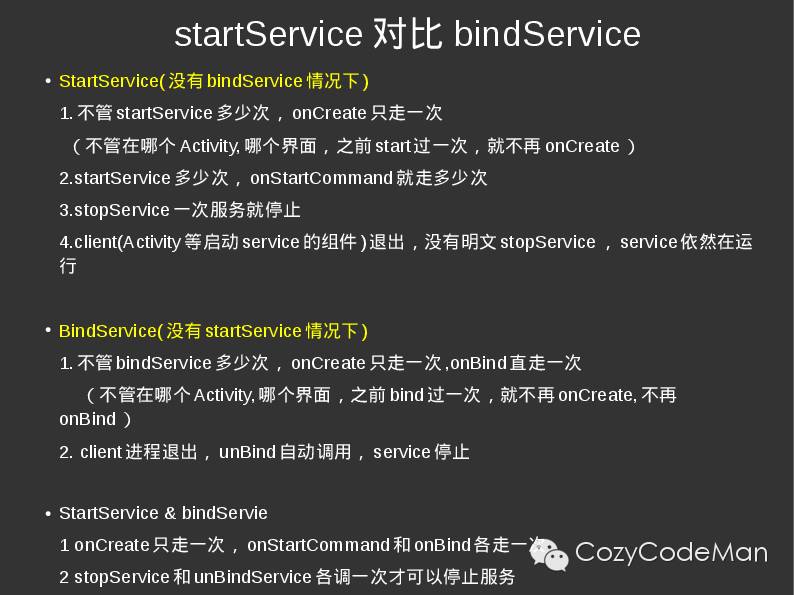 startService 对比 bindService
• StartService( 没有 bindService 情况下 )
1. 不管 startService 多少次 ， onCreate 只走一次
（ 不管在哪个 Activity, 哪个界面 ，之前 start 过一次 ，就不再 onCreate ）
2.startService 多少次 ， onStartCommand 就走多少次
3.stopService 一次服务就停止
4.client(Activity 等启动 service 的组件 ) 退出 ，没有明文 stopService ， service 依然在运
行
• BindService( 没有 startService 情况下 )
1. 不管 bindService 多少次 ， onCreate 只走一次 ,onBind 直走一次
（ 不管在哪个 Activity, 哪个界面 ，之前 bind 过一次 ，就不再 onCreate, 不再
onBind ）
2. client 进程退出 ， unBind 自动调用 ， service 停止
• StartService & bindServie
1 onCreate 只走一次 ， onStartCommand 和 onBind 各走一次
2 stopService 和 unBindService 各调一次才可以停止服务
CozyCodeMan